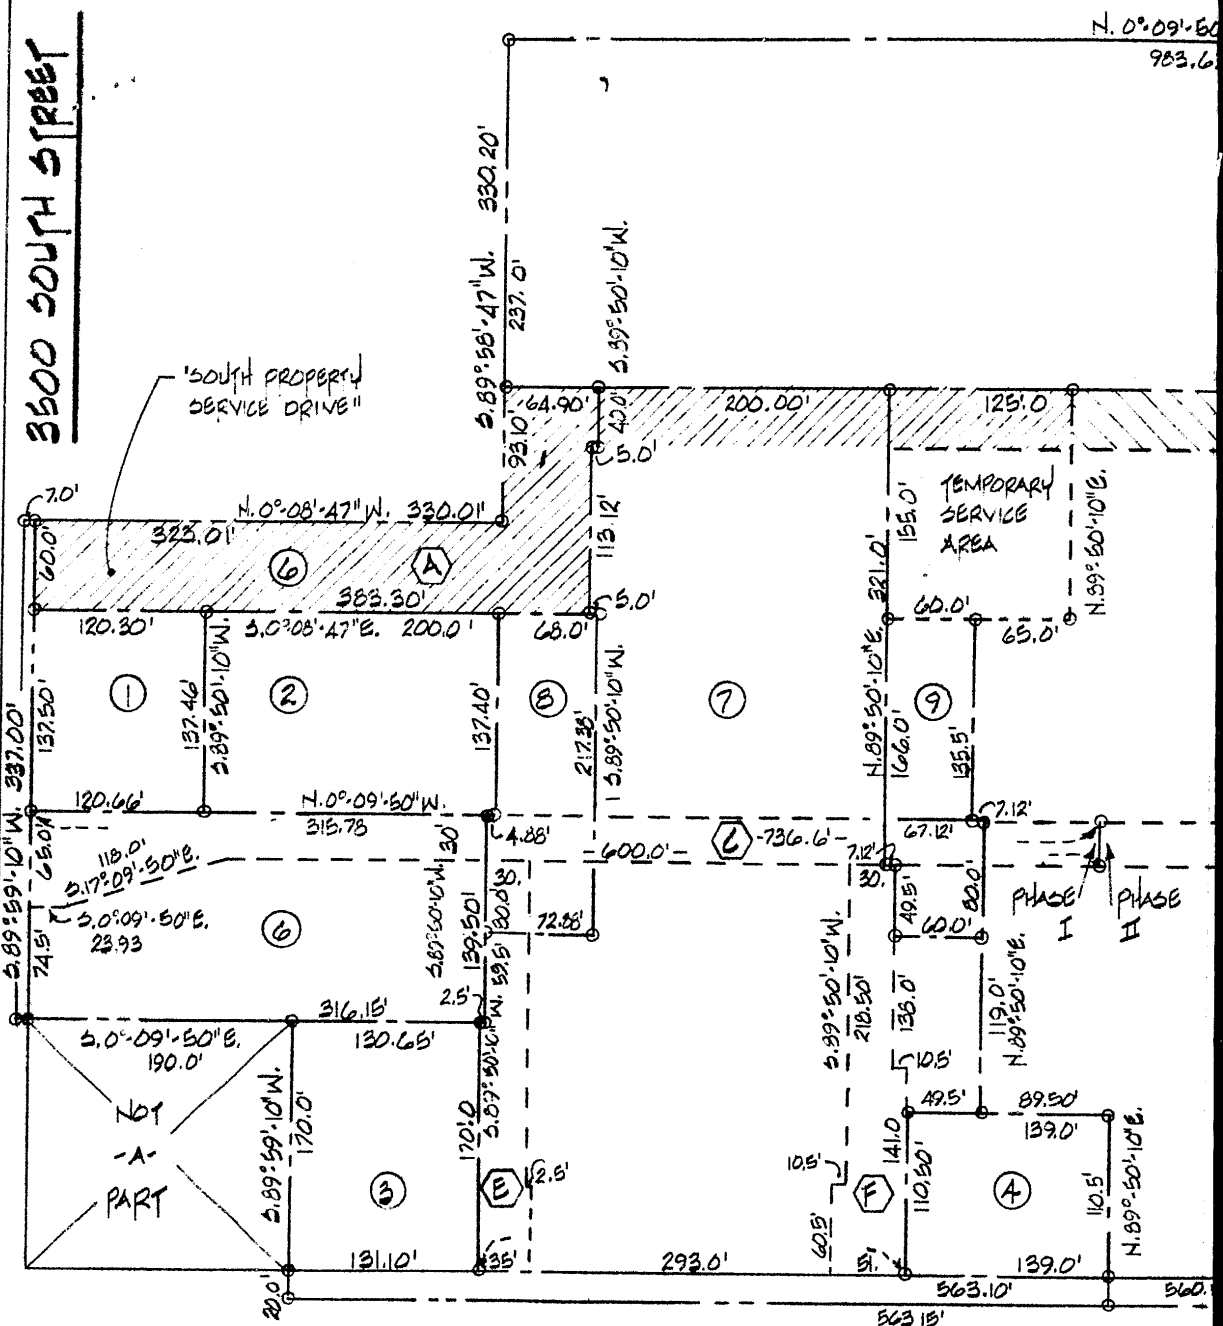 3500 SOUTH STREET
N. 0°-09'-50
983.6
330.20'
S.89°-58'-47" W.
237.0'
S.89°-50'-10" W.
"SOUTH PROPERTY
SERVICE DRIVE"
64.90'
200.00'
125.0
93.10'
40.0'
5.0'
7.0'
N. 0°-08'-47" W. 330.01'
323.01'
60.0'
6
A
113.12'
155.0'
321.0'
TEMPORARY
SERVICE
AREA
N.89°-50'-10"E.
383.30'
5.0'
120.30'
S.0°-08'-47"E. 200.0'
68.0'
60.0'
65.0'
337.00'
137.50'
1
137.46'
S.89°-50'-10" W.
2
137.40'
8
217.38'
S.89°-50'-10" W.
7
N.89°-50'-10"E.
166.0'
9
135.5'
120.66'
N.0°-09'-50" W.
315.78
4.88'
67.12'
7.12'
S.89°-59'-10" W.
65.0'
118.0'
S.17°-09'-50"E.
30'
600.0'
736.6'
7.12'
30.
30.
S.0°-09'-50"E.
23.93
6
74.5'
S.89°-50'-10" W.
139.50'
80.0'
59.5'
72.88'
49.5'
80.0'
60.0'
PHASE
I
PHASE
II
S.89°-50'-10" W.
218.50'
138.0'
119.0'
N.89°-50'-10"E.
316.15'
2.5'
S.0°-09'-50"E.
190.0'
130.65'
10.5'
49.5'
89.50'
139.0'
NOT
-A-
PART
S.89°-59'-10" W.
170.0'
3
170.0
S.89°-50'-10" W.
E
2.5'
10.5'
60.5'
F
141.0
110.50'
4
110.5'
N.89°-50'-10"E.
131.10'
35'
293.0'
51.
139.0'
20.0'
563.10'
560.
563.15'